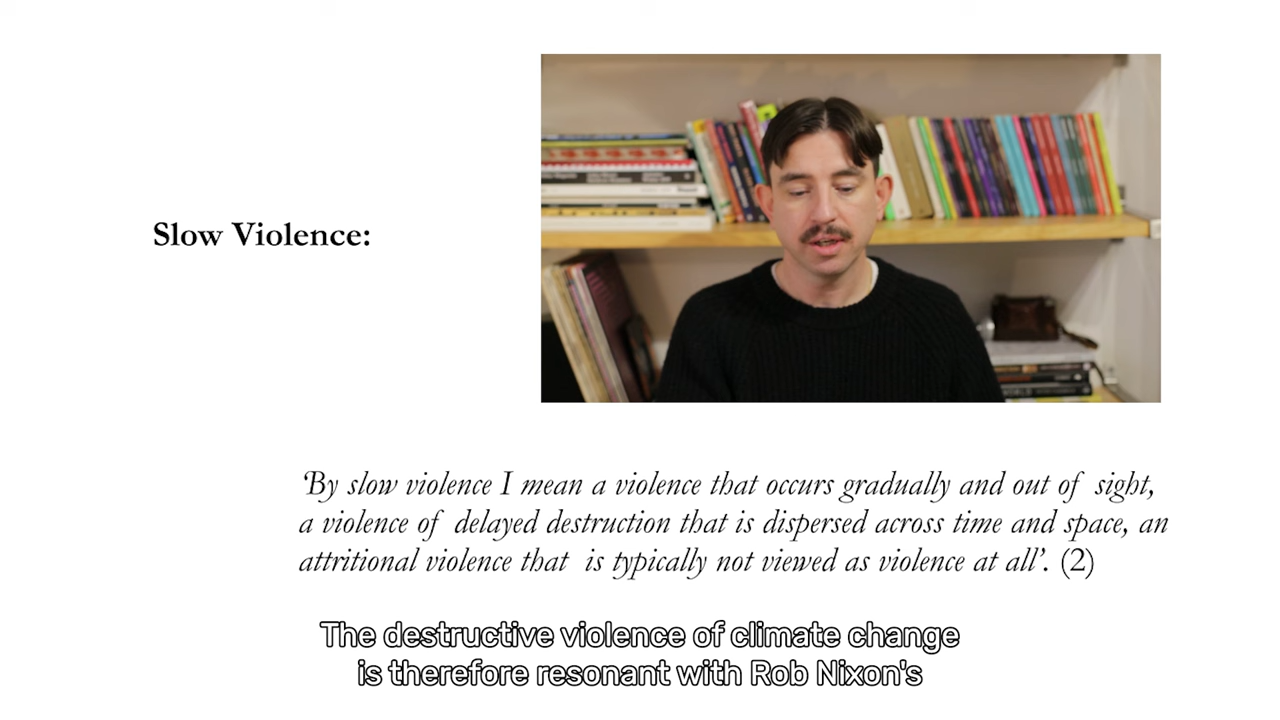 Slow Violence:
'By slow violence I mean a violence that occurs gradually and out of sight,
a violence of delayed destruction that is dispersed across time and space, an
attritional violence that is typically not viewed as violence at all'. (2)
The destructive violence of climate change
is therefore resonant with Rob Nixon's